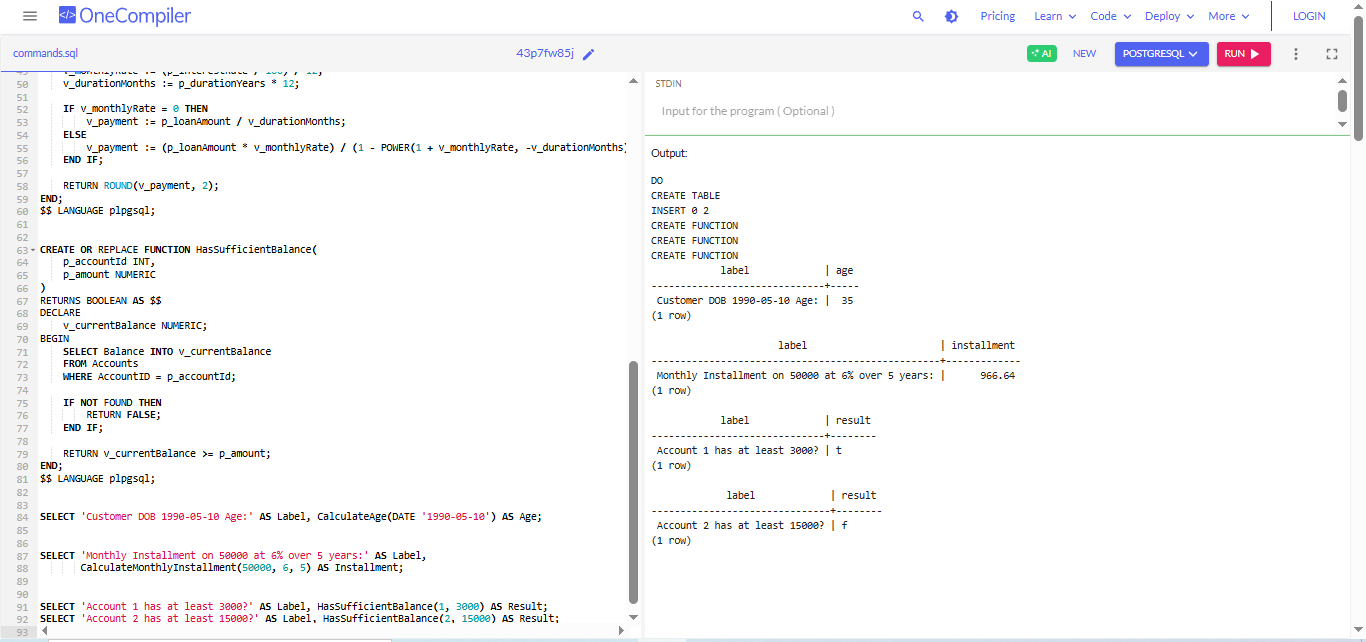 OneCompiler
Pricing Learn Code Deploy More LOGIN
commands.sql 43p7fw85j AI NEW POSTGRESQL RUN
50 v_durationMonths := p_durationYears * 12;
51
52 IF v_monthlyRate = 0 THEN
53 v_payment := p_loanAmount / v_durationMonths;
54 ELSE
55 v_payment := (p_loanAmount * v_monthlyRate) / (1 - POWER(1 + v_monthlyRate, -v_durationMonths)
56 END IF;
57
58 RETURN ROUND(v_payment, 2);
59 END;
60 $$ LANGUAGE plpgsql;
61
62
63 CREATE OR REPLACE FUNCTION HasSufficientBalance(
64 p_accountId INT,
65 p_amount NUMERIC
66 )
67 RETURNS BOOLEAN AS $$
68 DECLARE
69 v_currentBalance NUMERIC;
70 BEGIN
71 SELECT Balance INTO v_currentBalance
72 FROM Accounts
73 WHERE AccountID = p_accountId;
74
75 IF NOT FOUND THEN
76 RETURN FALSE;
77 END IF;
78
79 RETURN v_currentBalance >= p_amount;
80 END;
81 $$ LANGUAGE plpgsql;
82
83
84 SELECT 'Customer DOB 1990-05-10 Age:' AS Label, CalculateAge(DATE '1990-05-10') AS Age;
85
86
87 SELECT 'Monthly Installment on 50000 at 6% over 5 years:' AS Label,
88 CalculateMonthlyInstallment(50000, 6, 5) AS Installment;
89
90
91 SELECT 'Account 1 has at least 3000?' AS Label, HasSufficientBalance(1, 3000) AS Result;
92 SELECT 'Account 2 has at least 15000?' AS Label, HasSufficientBalance(2, 15000) AS Result;
93
STDIN
Input for the program ( Optional )
Output:
DO
CREATE TABLE
INSERT 0 2
CREATE FUNCTION
CREATE FUNCTION
CREATE FUNCTION
label | age
------------------------------+-----
Customer DOB 1990-05-10 Age: | 35
(1 row)
label | installment
--------------------------------------------------+-------------
Monthly Installment on 50000 at 6% over 5 years: | 966.64
(1 row)
label | result
------------------------------+--------
Account 1 has at least 3000? | t
(1 row)
label | result
-------------------------------+--------
Account 2 has at least 15000? | f
(1 row)